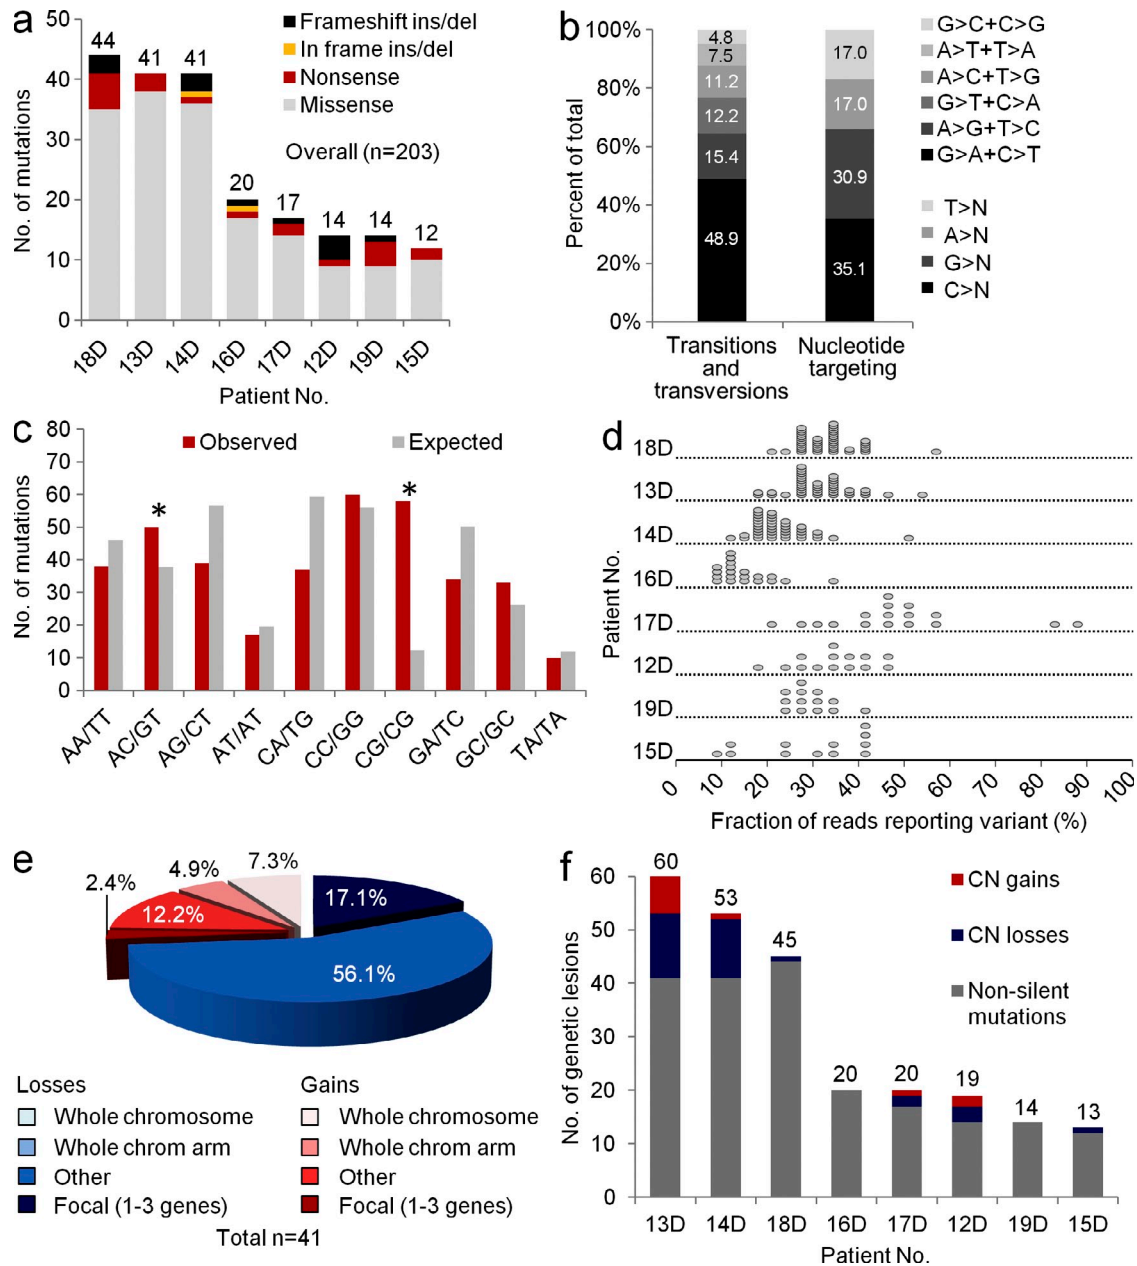 a
50
40
30
20
10
0
No. of mutations
44
41
41
20
17
14
14
12
Frameshift ins/del
In frame ins/del
Nonsense
Missense
Overall (n=203)
18D 13D 14D 16D 17D 12D 19D 15D
Patient No.
b
100%
80%
60%
40%
20%
0%
Percent of total
4.8
7.5
11.2
12.2
15.4
48.9
17.0
17.0
30.9
35.1
Transitions and transversions
Nucleotide targeting
G>C+C>G
A>T+T>A
A>C+T>G
G>T+C>A
A>G+T>C
G>A+C>T
T>N
A>N
G>N
C>N
c
Observed Expected
80
70
60
50
40
30
20
10
0
No. of mutations
*
*
AA/TT AC/GT AG/CT AT/AT CA/TG CC/GG CG/CG GA/TC GC/GC TA/TA
d
Patient No.
18D
13D
14D
16D
17D
12D
19D
15D
0 10 20 30 40 50 60 70 80 90 100
Fraction of reads reporting variant (%)
e
2.4%
4.9%
7.3%
17.1%
12.2%
56.1%
Losses
Whole chromosome
Whole chrom arm
Other
Focal (1-3 genes)
Gains
Whole chromosome
Whole chrom arm
Other
Focal (1-3 genes)
Total n=41
f
60
50
40
30
20
10
0
No. of genetic lesions
60
53
45
20
20
19
14
13
CN gains
CN losses
Non-silent
mutations
13D 14D 18D 16D 17D 12D 19D 15D
Patient No.